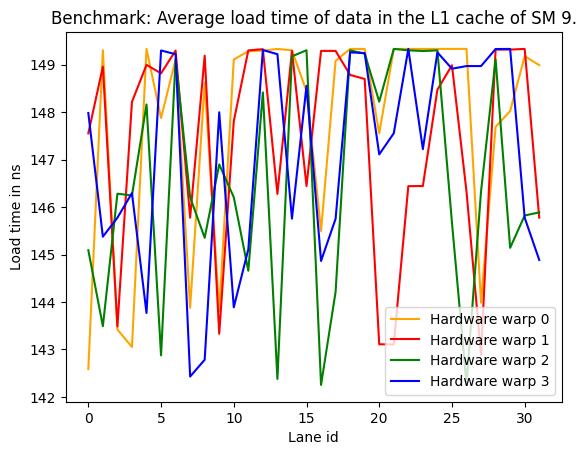 Benchmark: Average load time of data in the L1 cache of SM 9.
149
148
147
146
145
144
143
142
Load time in ns
0
5
10
15
20
25
30
Lane id
Hardware warp 0
Hardware warp 1
Hardware warp 2
Hardware warp 3